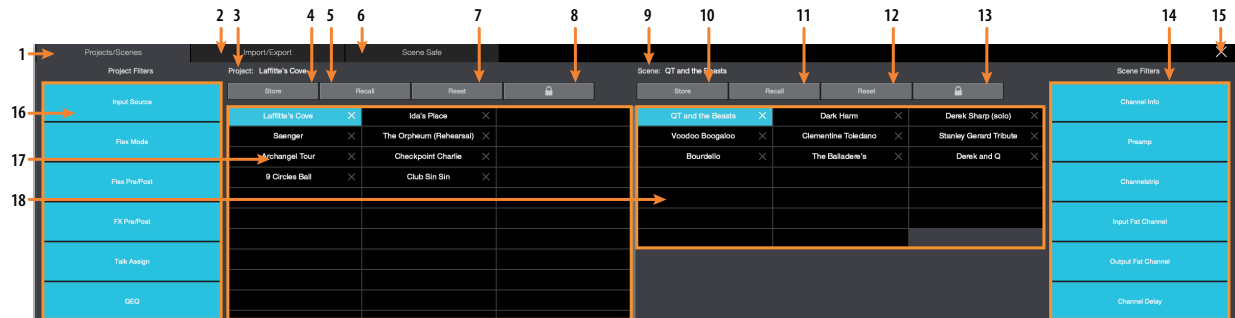 2 3 4 5 6 7 8 9 10 11 12 13 14 15
1 Projects/Scenes Import/Export Scene Safe
Project Filters Project: Laffitte's Cove Scene: QT and the Beasts Scene Filters
Store Recall Reset Store Recall Reset
16 Input Source Laffitte's Cove Ida's Place QT and the Beasts Dark Harm Derek Sharp (solo) Channel Info
Flex Mode Saenger The Orpheum (Rehearsal) Voodoo Boogaloo Clementine Toledano Stanley Gerard Tribute Preamp
17 Archangel Tour Checkpoint Charlie Bourdello The Balladere's Derek and Q
Flex Pre/Post 9 Circles Ball Club Sin Sin Channelstrip
18
FX Pre/Post Input Fat Channel
Talk Assign Output Fat Channel
GEQ Channel Delay